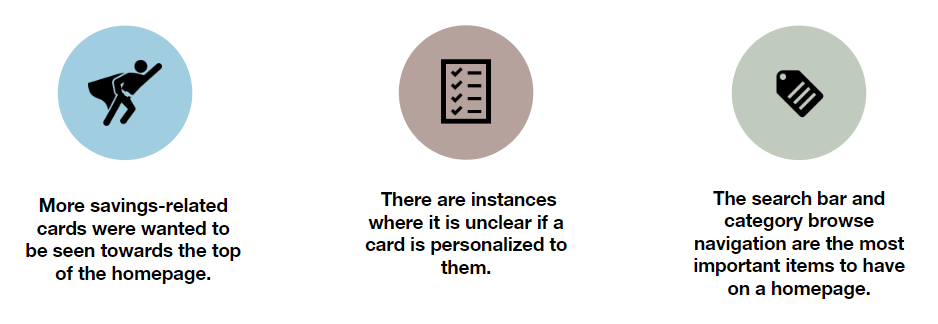 More savings-related
cards were wanted to
be seen towards the top
of the homepage.
There are instances
where it is unclear if a
card is personalized to
them.
The search bar and
category browse
navigation are the most
important items to have
on a homepage.